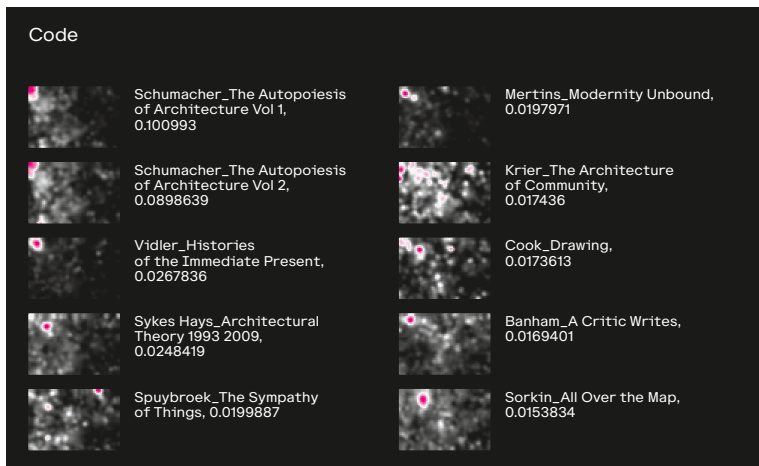 Code
Schumacher_The Autopoiesis
of Architecture Vol 1,
0.100993
Schumacher_The Autopoiesis
of Architecture Vol 2,
0.0898639
Vidler_Histories
of the Immediate Present,
0.0267836
Sykes Hays_Architectural
Theory 1993 2009,
0.0248419
Spuybroek_The Sympathy
of Things, 0.0199887
Mertins_Modernity Unbound,
0.0197971
Krier_The Architecture
of Community,
0.017436
Cook_Drawing,
0.0173613
Banham_A Critic Writes,
0.0169401
Sorkin_All Over the Map,
0.0153834